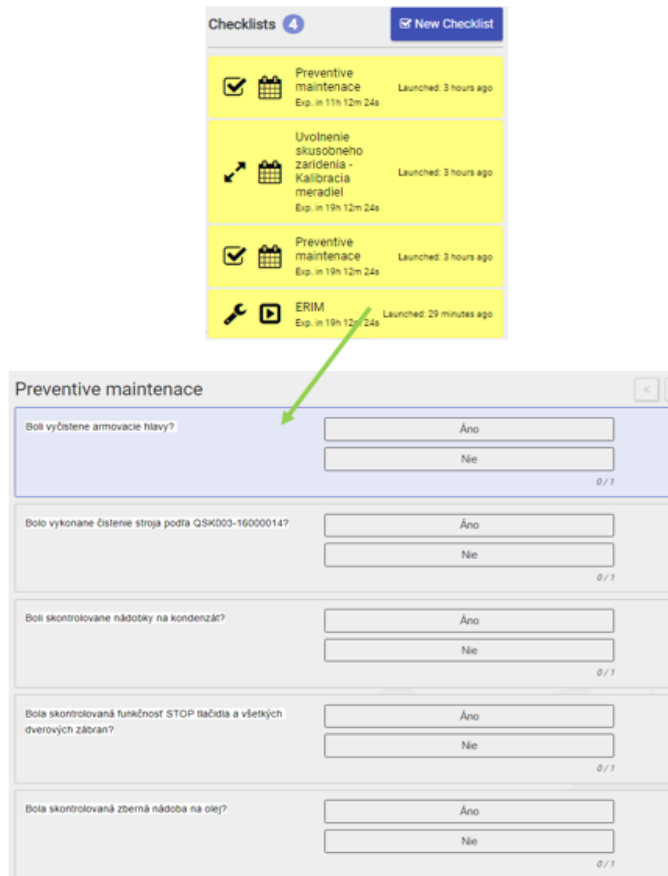 Checklists 4
New Checklist
Preventive
maintenace
Exp. in 11h 12m 24s
Launched: 3 hours ago
Uvolnenie
skusobneho
zaridenia -
Kalibracia
meradiel
Exp. in 19h 12m 24s
Launched: 3 hours ago
Preventive
maintenace
Exp. in 19h 12m 24s
Launched: 3 hours ago
ERIM
Exp. in 19h 12m 24s
Launched: 29 minutes ago
Preventive maintenace
«
Boli vyčistene armovacie hlavy?
Áno
Nie
0 / 1
Bolo vykonane čistenie stroja podľa QSK003-16000014?
Áno
Nie
0 / 1
Boli skontrolovane nádobky na kondenzát?
Áno
Nie
0 / 1
Bola skontrolovaná funkčnosť STOP tlačidla a všetkých
dverových zábran?
Áno
Nie
0 / 1
Bola skontrolovaná zberná nádoba na olej?
Áno
Nie
0 / 1